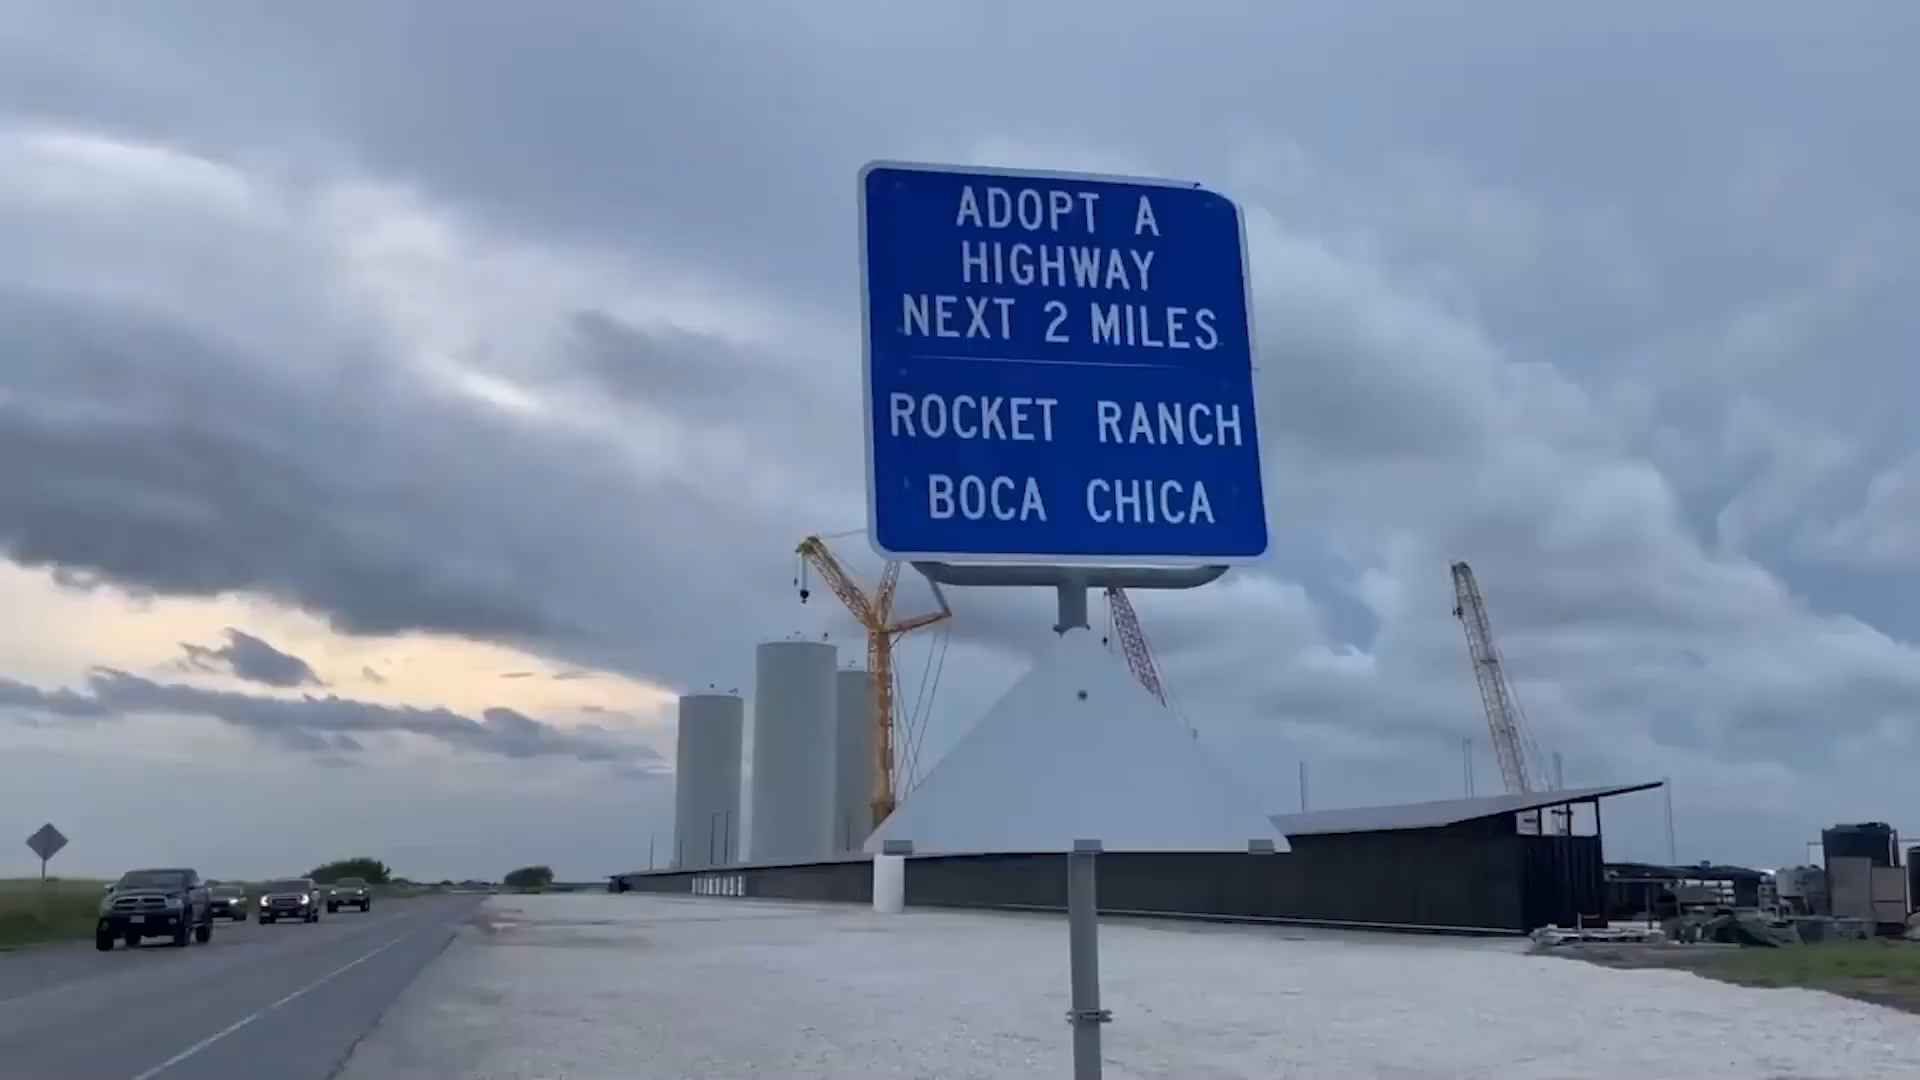 ADOPT A
HIGHWAY
NEXT 2 MILES
ROCKET RANCH
BOCA CHICA